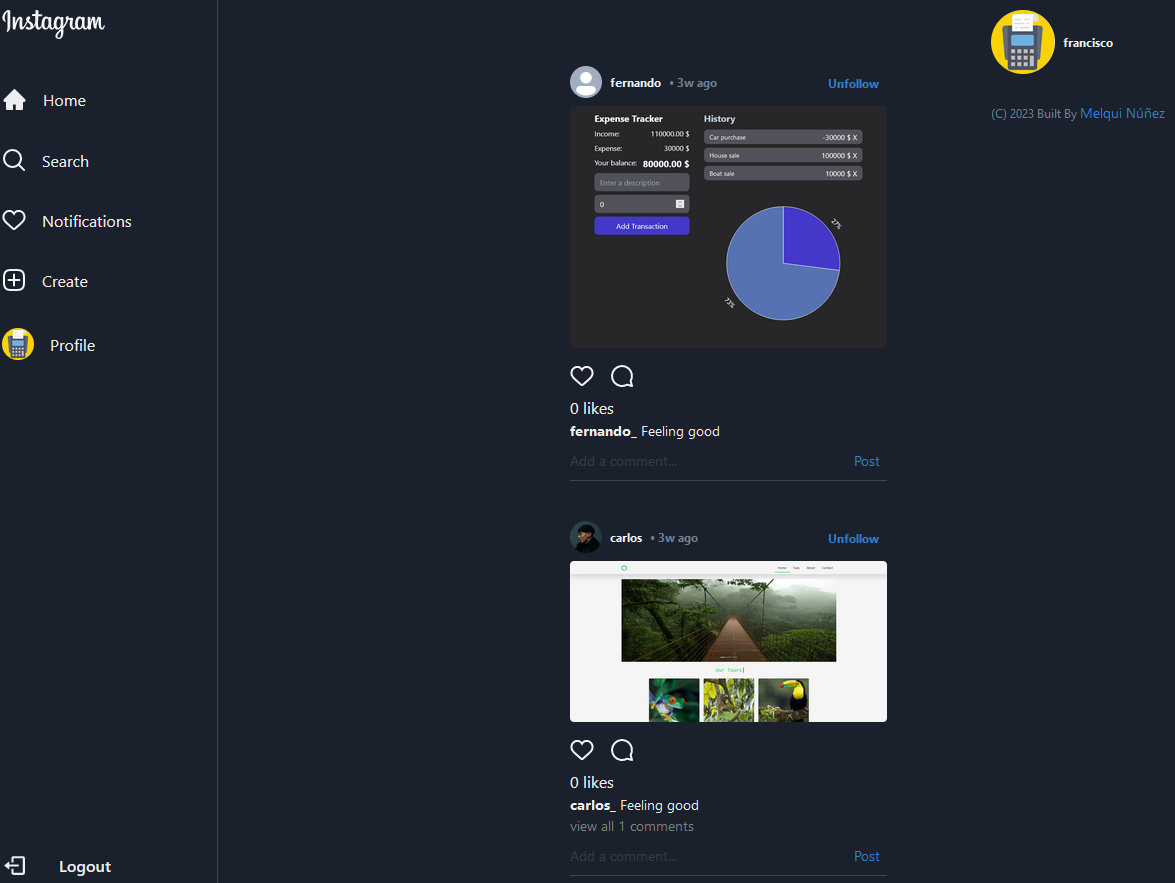 Instagram
Home
Search
Notifications
Create
Profile
Logout
fernando • 3w ago Unfollow
Expense Tracker
Income: 110000.00 $
Expense: 30000 $
Your balance: 80000.00 $
Enter a description
0
Add Transaction
History
Car purchase -30000 $ X
House sale 100000 $ X
Boat sale 10000 $ X
27%
73%
0 likes
fernando_ Feeling good
Add a comment... Post
carlos • 3w ago Unfollow
Home Trips About Contact
Our Tours|
0 likes
carlos_ Feeling good
view all 1 comments
Add a comment... Post
francisco
(C) 2023 Built By Melqui Núñez